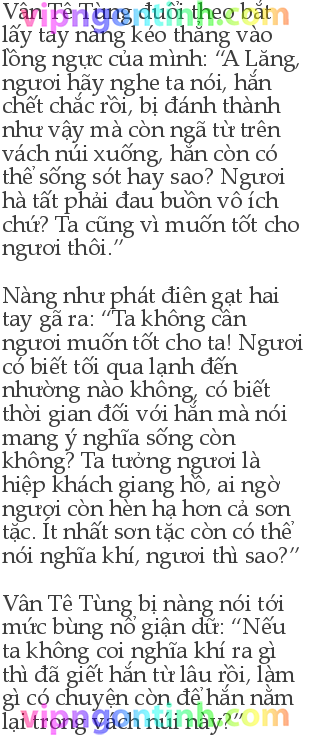 Vân Tê Tùng đuổi theo bắt
lấy tay nàng kéo thẳng vào
lồng ngực của mình: “A Lăng,
ngươi hãy nghe ta nói, hắn
chết chắc rồi, bị đánh thành
như vậy mà còn ngã từ trên
vách núi xuống, hắn còn có
thể sống sót hay sao? Ngươi
hà tất phải đau buồn vô ích
chứ? Ta cũng vì muốn tốt cho
ngươi thôi.”
Nàng như phát điên gạt hai
tay gã ra: “Ta không cần
ngươi muốn tốt cho ta! Ngươi
có biết tối qua lạnh đến
nhường nào không, có biết
thời gian đối với hắn mà nói
mang ý nghĩa sống còn
không? Ta tưởng ngươi là
hiệp khách giang hồ, ai ngờ
ngươi còn hèn hạ hơn cả sơn
tặc. Ít nhất sơn tặc còn có thể
nói nghĩa khí, ngươi thì sao?”
Vân Tê Tùng bị nàng nói tới
mức bùng nổ giận dữ: “Nếu
ta không coi nghĩa khí ra gì
thì đã giết hắn từ lâu rồi, làm
gì có chuyện còn để hắn nằm
lại trong vách núi này?”
vipngontinh.com
vipngontinh.com